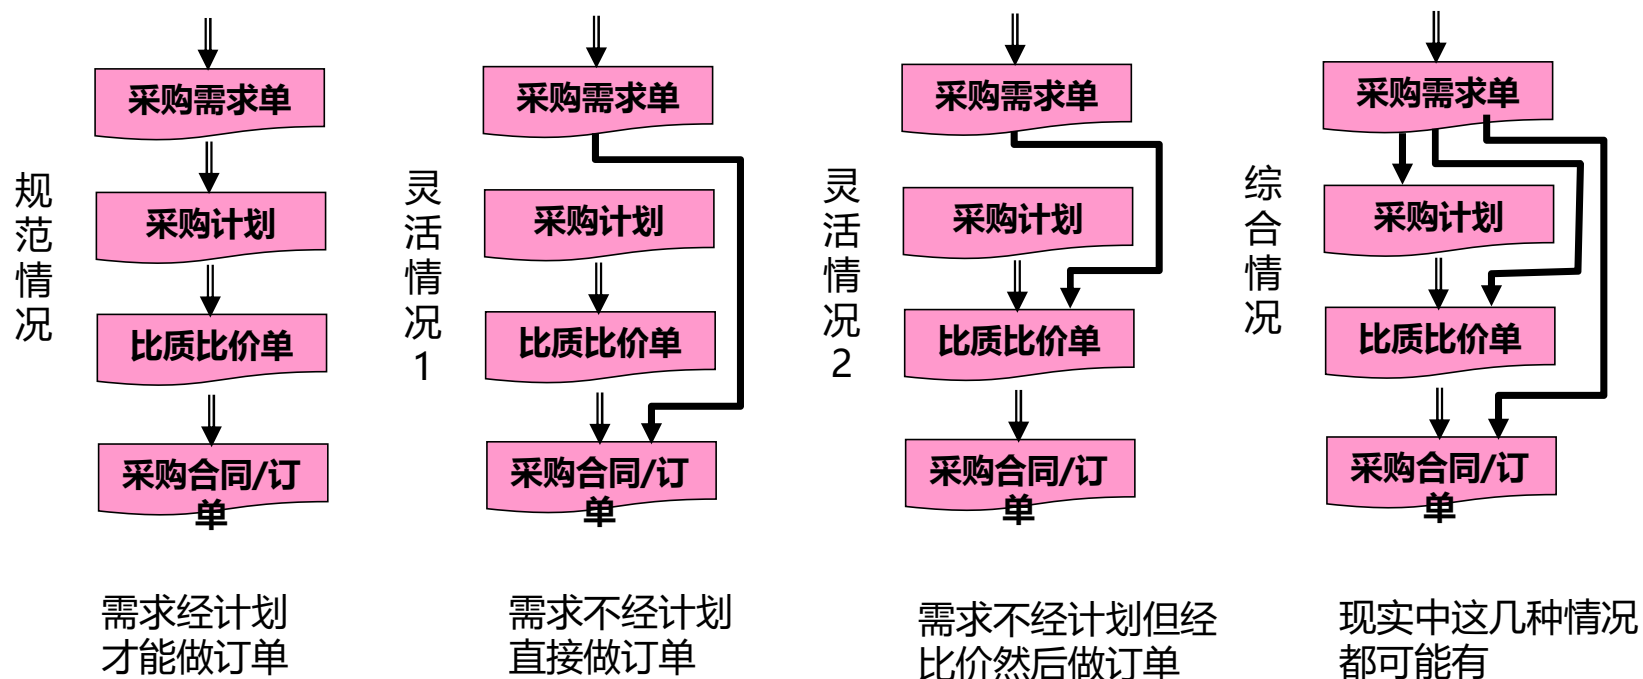 规范情况
采购需求单
采购计划
比质比价单
采购合同/订
单
需求经计划
才能做订单
灵活情况1
采购需求单
采购计划
比质比价单
采购合同/订
单
需求不经计划
直接做订单
灵活情况2
采购需求单
采购计划
比质比价单
采购合同/订
单
需求不经计划但经
比价然后做订单
综合情况
采购需求单
采购计划
比质比价单
采购合同/订
单
现实中这几种情况
都可能有